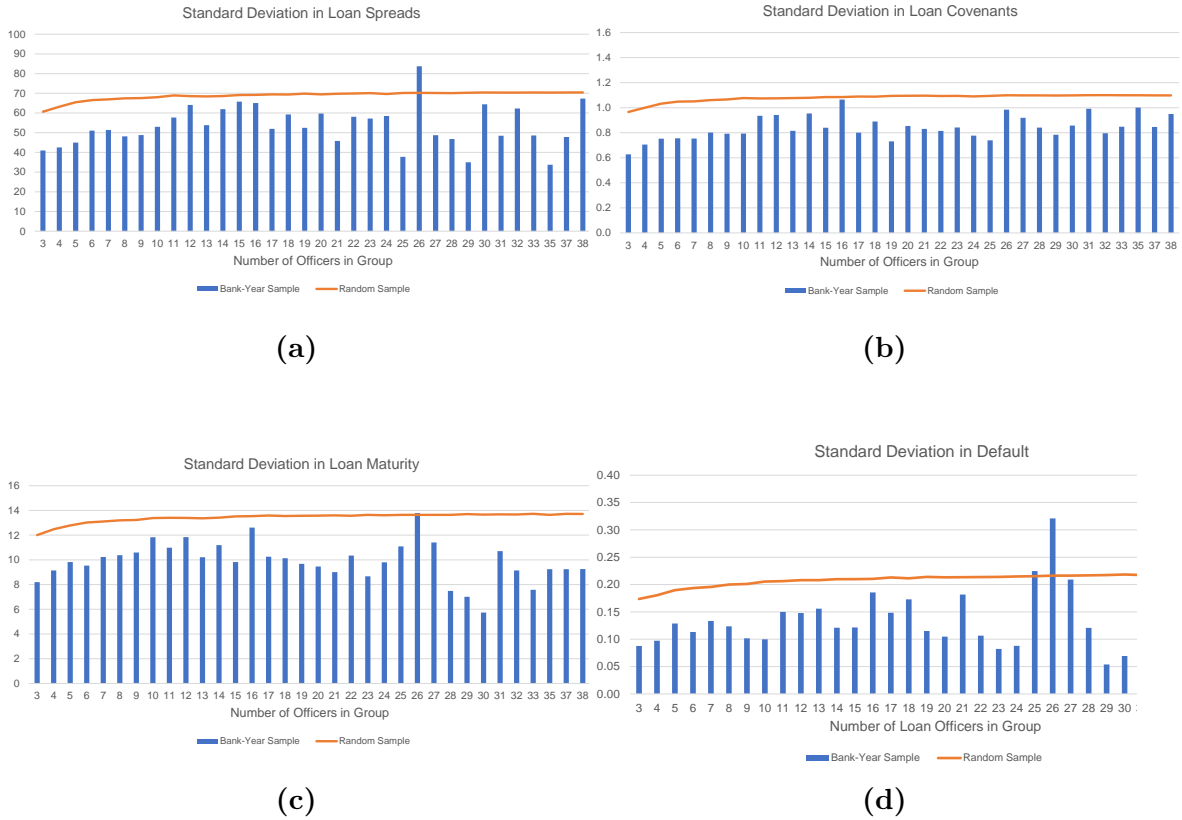 Standard Deviation in Loan Spreads
100
90
80
70
60
50
40
30
20
10
0
3 4 5 6 7 8 9 10 11 12 13 14 15 16 17 18 19 20 21 22 23 24 25 26 27 28 29 30 31 32 33 35 37 38
Number of Officers in Group
Bank-Year Sample Random Sample
(a)
Standard Deviation in Loan Covenants
1.6
1.4
1.2
1.0
0.8
0.6
0.4
0.2
0.0
3 4 5 6 7 8 9 10 11 12 13 14 15 16 17 18 19 20 21 22 23 24 25 26 27 28 29 30 31 32 33 35 37 38
Number of Officers in Group
Bank-Year Sample Random Sample
(b)
Standard Deviation in Loan Maturity
16
14
12
10
8
6
4
2
0
3 4 5 6 7 8 9 10 11 12 13 14 15 16 17 18 19 20 21 22 23 24 25 26 27 28 29 30 31 32 33 35 37 38
Number of Officers in Group
Bank-Year Sample Random Sample
(c)
Standard Deviation in Default
0.40
0.35
0.30
0.25
0.20
0.15
0.10
0.05
0.00
3 4 5 6 7 8 9 10 11 12 13 14 15 16 17 18 19 20 21 22 23 24 25 26 27 28 29 30
Number of Loan Officers in Group
Bank-Year Sample Random Sample
(d)